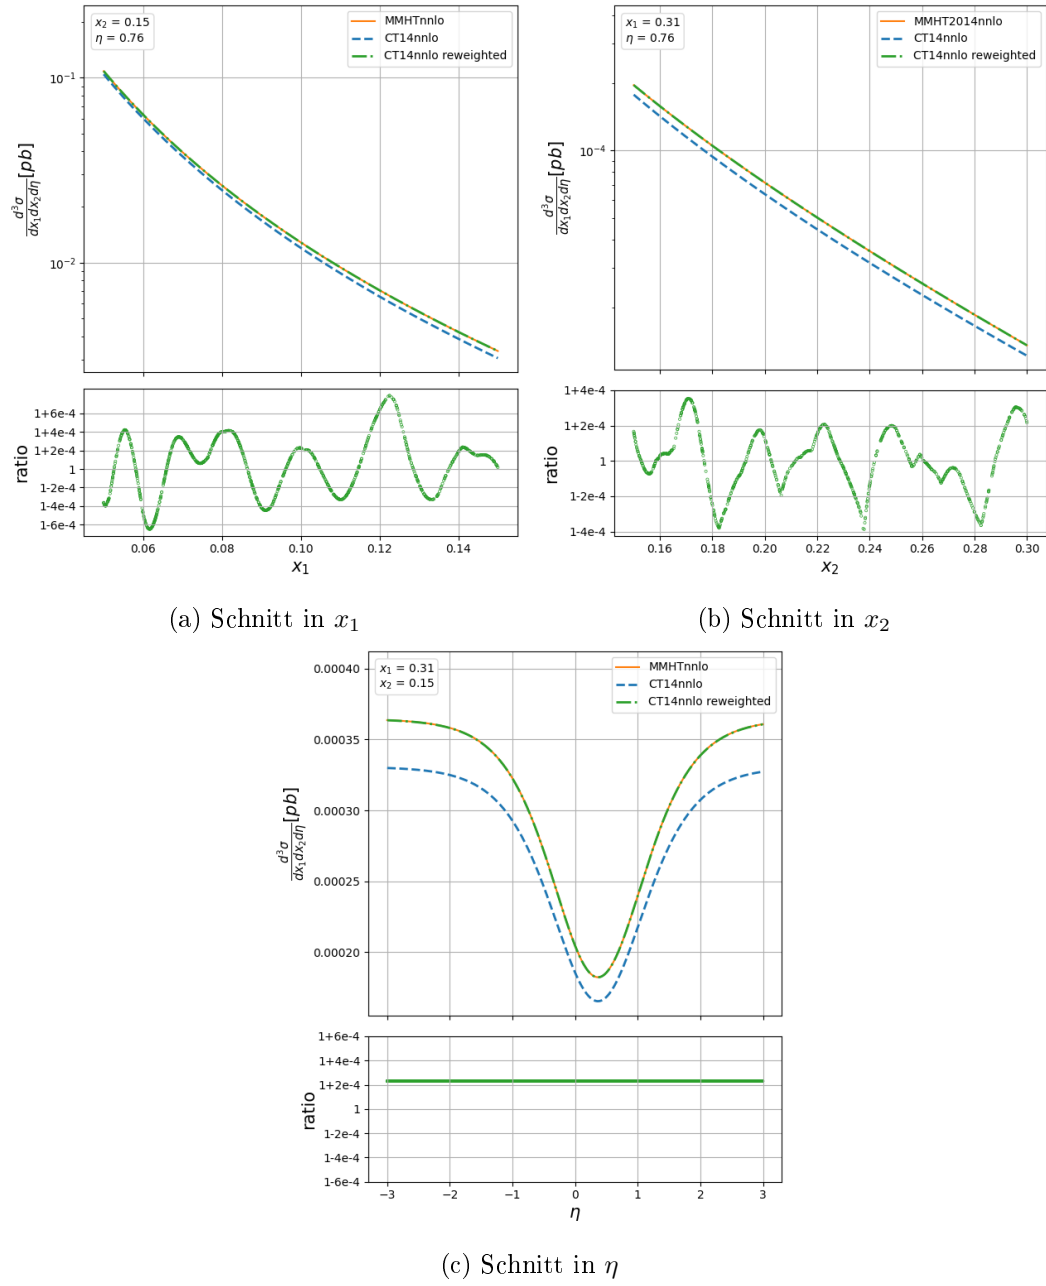 x₂ = 0.15
η = 0.76
MMHTnnlo
CT14nnlo
CT14nnlo reweighted
10⁻¹
10⁻²
d³σ/dx₁dx₂dη [pb]
1+6e-4
1+4e-4
1+2e-4
1
1-2e-4
1-4e-4
1-6e-4
ratio
0.06 0.08 0.10 0.12 0.14
x₁
(a) Schnitt in x₁
x₁ = 0.31
η = 0.76
MMHT2014nnlo
CT14nnlo
CT14nnlo reweighted
10⁻⁴
d³σ/dx₁dx₂dη [pb]
1+4e-4
1+2e-4
1
1-2e-4
1-4e-4
ratio
0.16 0.18 0.20 0.22 0.24 0.26 0.28 0.30
x₂
(b) Schnitt in x₂
x₁ = 0.31
x₂ = 0.15
MMHTnnlo
CT14nnlo
CT14nnlo reweighted
0.00040
0.00035
0.00030
0.00025
0.00020
d³σ/dx₁dx₂dη [pb]
1+6e-4
1+4e-4
1+2e-4
1
1-2e-4
1-4e-4
1-6e-4
ratio
−3 −2 −1 0 1 2 3
η
(c) Schnitt in η